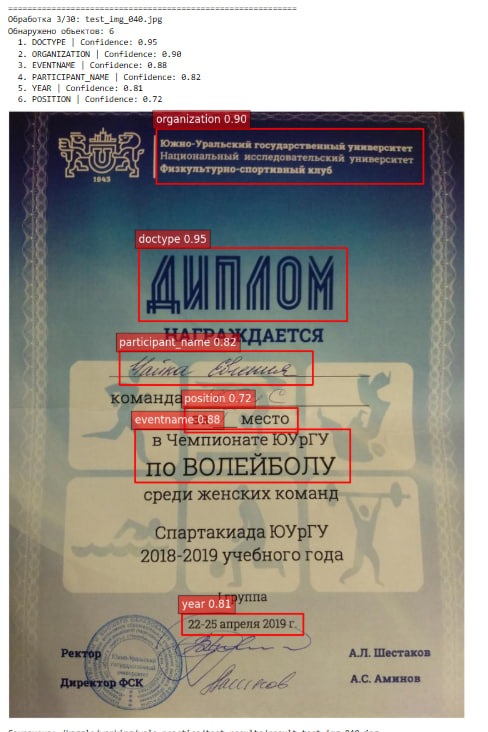 ============================================================
Обработка 3/30: test_img_040.jpg
Обнаружено объектов: 6
1. DOCTYPE | Confidence: 0.95
2. ORGANIZATION | Confidence: 0.90
3. EVENTNAME | Confidence: 0.88
4. PARTICIPANT_NAME | Confidence: 0.82
5. YEAR | Confidence: 0.81
6. POSITION | Confidence: 0.72
organization 0.90
Южно-Уральский государственный университет
Национальный исследовательский университет
Физкультурно-спортивный клуб
1943
doctype 0.95
ДИПЛОМ
НАГРАЖДАЕТСЯ
participant_name 0.82
Чайка Евгения
команда
position 0.72
eventname 0.88
место
в Чемпионате ЮУрГУ
по ВОЛЕЙБОЛУ
среди женских команд
Спартакиада ЮУрГУ
2018-2019 учебного года
группа
year 0.81
22-25 апреля 2019 г.
Ректор
А.Л. Шестаков
Директор ФСК
А.С. Аминов